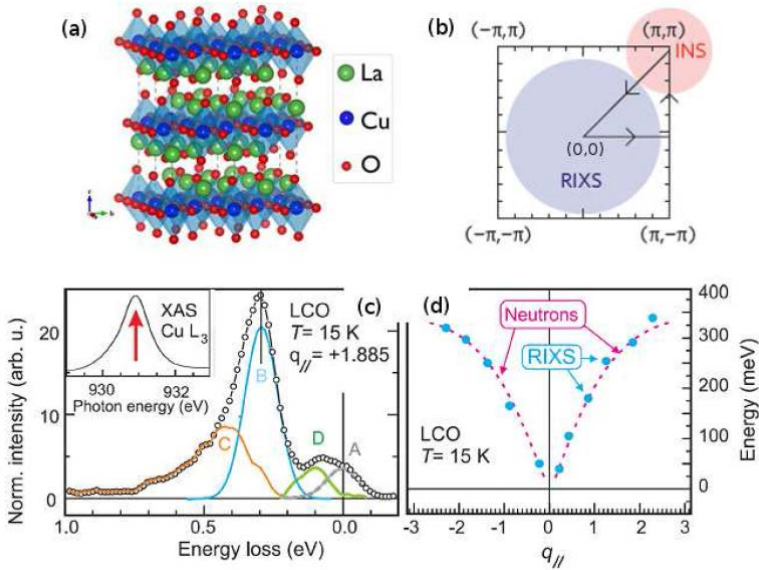 (a)
La
Cu
O
c
b
(b)
(-π,π)
(π,π)
INS
(0,0)
RIXS
(-π,-π)
(π,-π)
(c)
XAS
Cu L₃
930 932
Photon energy (eV)
LCO
T= 15 K
q// = +1.885
B
C
D
A
20
10
0
Norm. intensity (arb. u.)
1.0 0.5 0.0
Energy loss (eV)
(d)
Neutrons
RIXS
LCO
T= 15 K
400
300
200
100
0
Energy (meV)
-3 -2 -1 0 1 2 3
q//